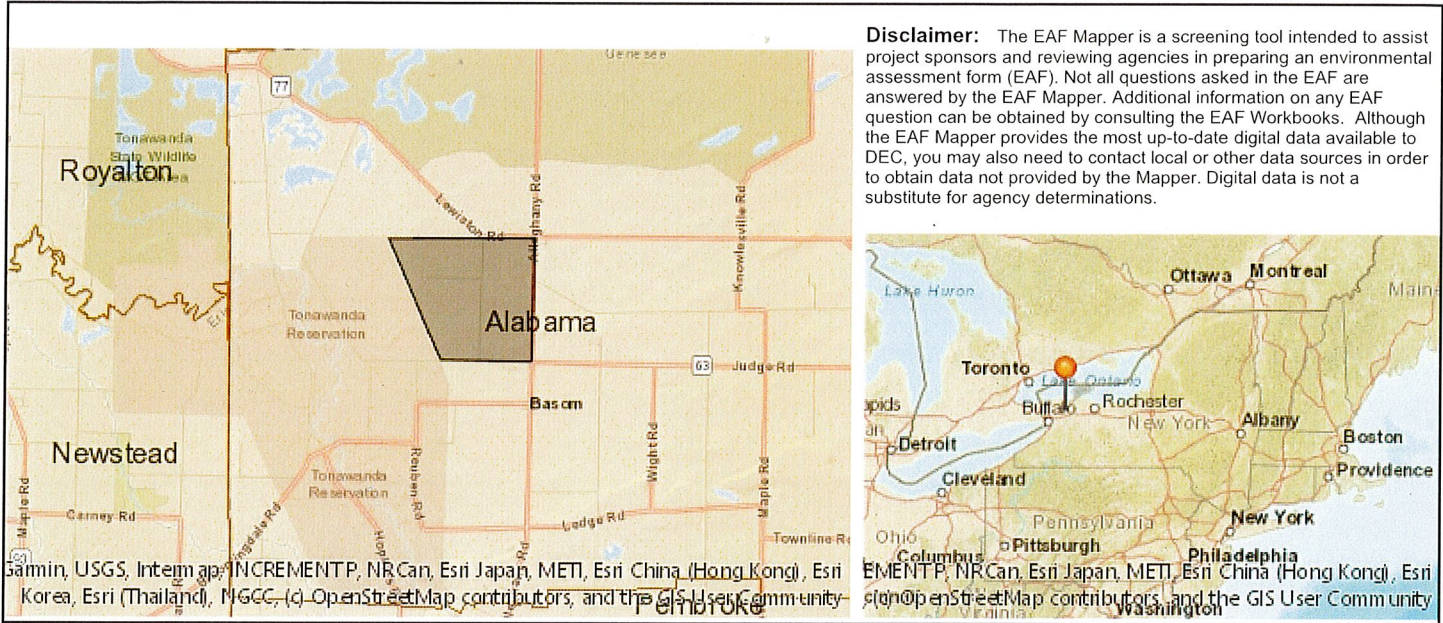 Disclaimer: The EAF Mapper is a screening tool intended to assist
project sponsors and reviewing agencies in preparing an environmental
assessment form (EAF). Not all questions asked in the EAF are
answered by the EAF Mapper. Additional information on any EAF
question can be obtained by consulting the EAF Workbooks. Although
the EAF Mapper provides the most up-to-date digital data available to
DEC, you may also need to contact local or other data sources in order
to obtain data not provided by the Mapper. Digital data is not a
substitute for agency determinations.
Genesee
77
Tonawanda
State Wildlife
Area
Royalton
Lewiston Rd
Alleghany Rd
Knowlesville Rd
Tonawanda
Reservation
Alabama
63
Judge Rd
Basom
Newstead
Tonawanda
Reservation
Reuben Rd
Wight Rd
Maple Rd
Maple Rd
Carney Rd
Ledge Rd
Townline Rd
Pembroke
Garmin, USGS, Intermap, INCREMENT P, NRCan, Esri Japan, METI, Esri China (Hong Kong), Esri
Korea, Esri (Thailand), NGCC, (c) OpenStreetMap contributors, and the GIS User Community
Ottawa
Montreal
Maine
Lake Huron
Toronto
Lake Ontario
Buffalo
Rochester
New York
Albany
Boston
Detroit
Providence
Cleveland
New York
Pennsylvania
Ohio
Pittsburgh
Columbus
Philadelphia
EMENT P, NRCan, Esri Japan, METI, Esri China (Hong Kong), Esri
OpenStreetMap contributors, and the GIS User Community
Virginia
Washington